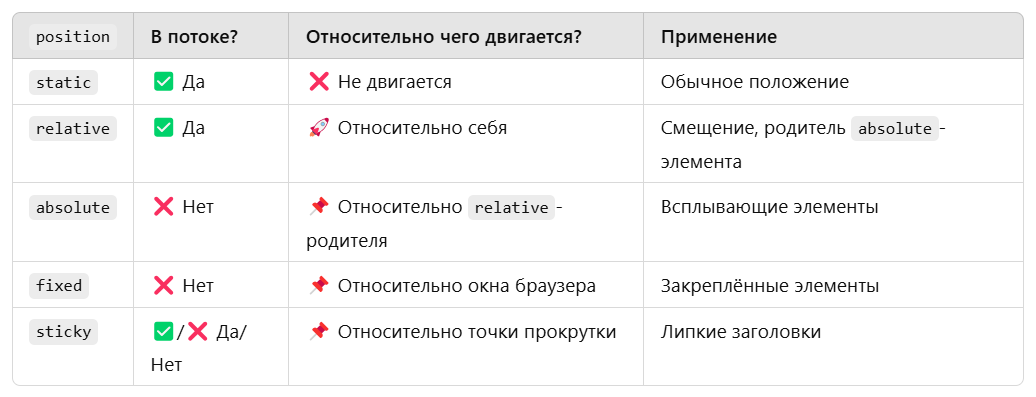 position В потоке? Относительно чего двигается? Применение
static ✅ Да ❌ Не двигается Обычное положение
relative ✅ Да 🚀 Относительно себя Смещение, родитель absolute-
элемента
absolute ❌ Нет 📌 Относительно relative- Всплывающие элементы
родителя
fixed ❌ Нет 📌 Относительно окна браузера Закреплённые элементы
sticky ✅/❌ Да/ 📌 Относительно точки прокрутки Липкие заголовки
Нет